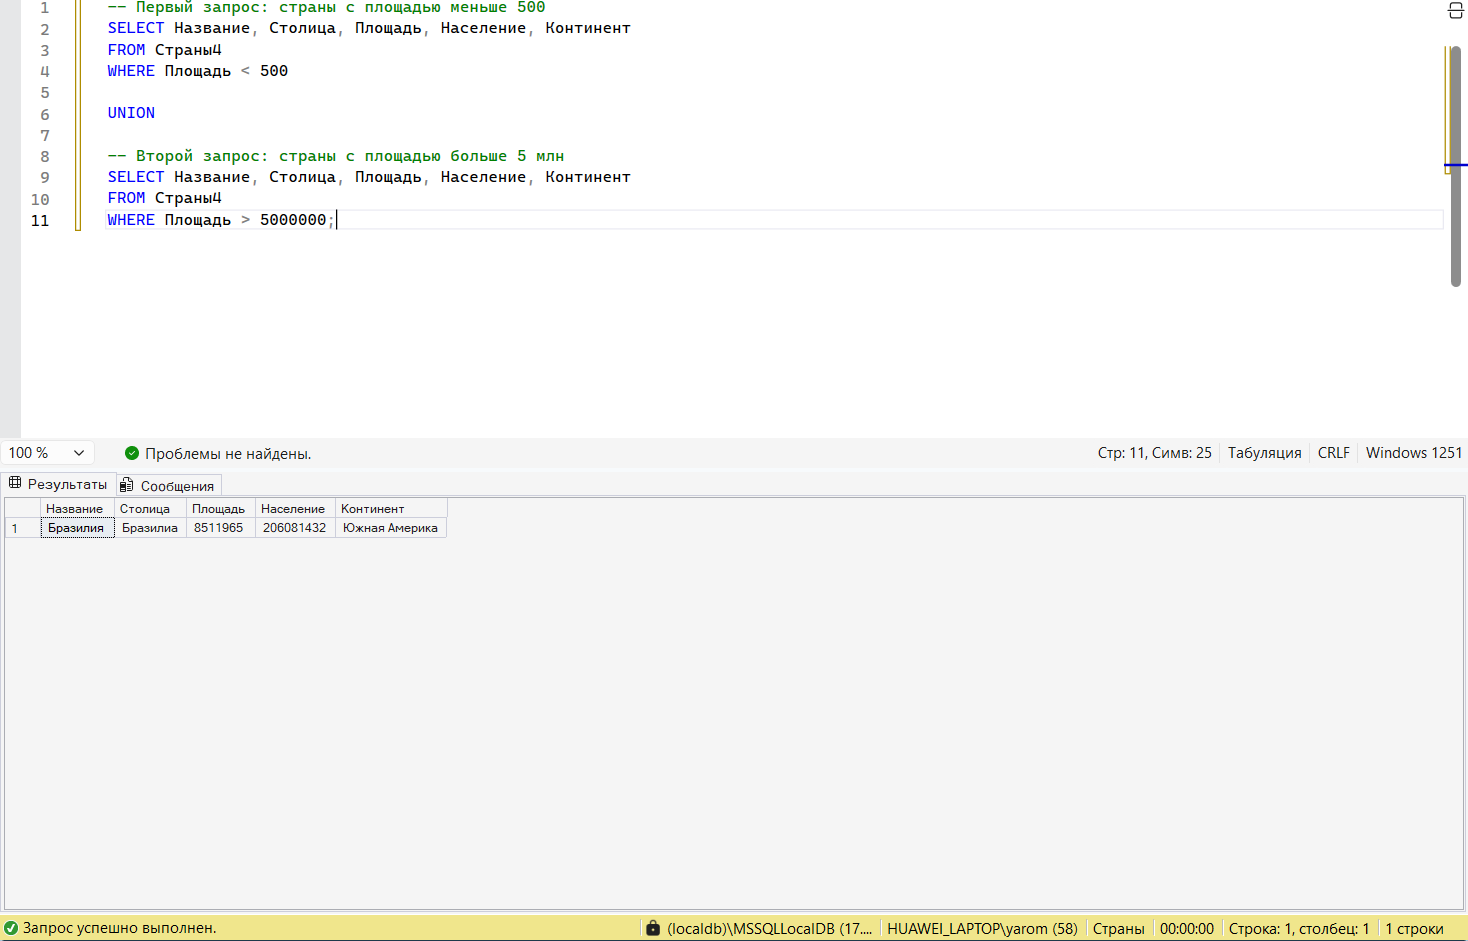 1 -- Первый запрос: страны с площадью меньше 500
2 SELECT Название, Столица, Площадь, Население, Континент
3 FROM Страны4
4 WHERE Площадь < 500
5
6 UNION
7
8 -- Второй запрос: страны с площадью больше 5 млн
9 SELECT Название, Столица, Площадь, Население, Континент
10 FROM Страны4
11 WHERE Площадь > 5000000;
100 % Проблемы не найдены. Стр: 11, Симв: 25 Табуляция CRLF Windows 1251
Результаты Сообщения
Название Столица Площадь Население Континент
1 Бразилия Бразилиа 8511965 206081432 Южная Америка
Запрос успешно выполнен. (localdb)\MSSQLLocalDB (17.... HUAWEI_LAPTOP\yarom (58) Страны 00:00:00 Строка: 1, столбец: 1 1 строки